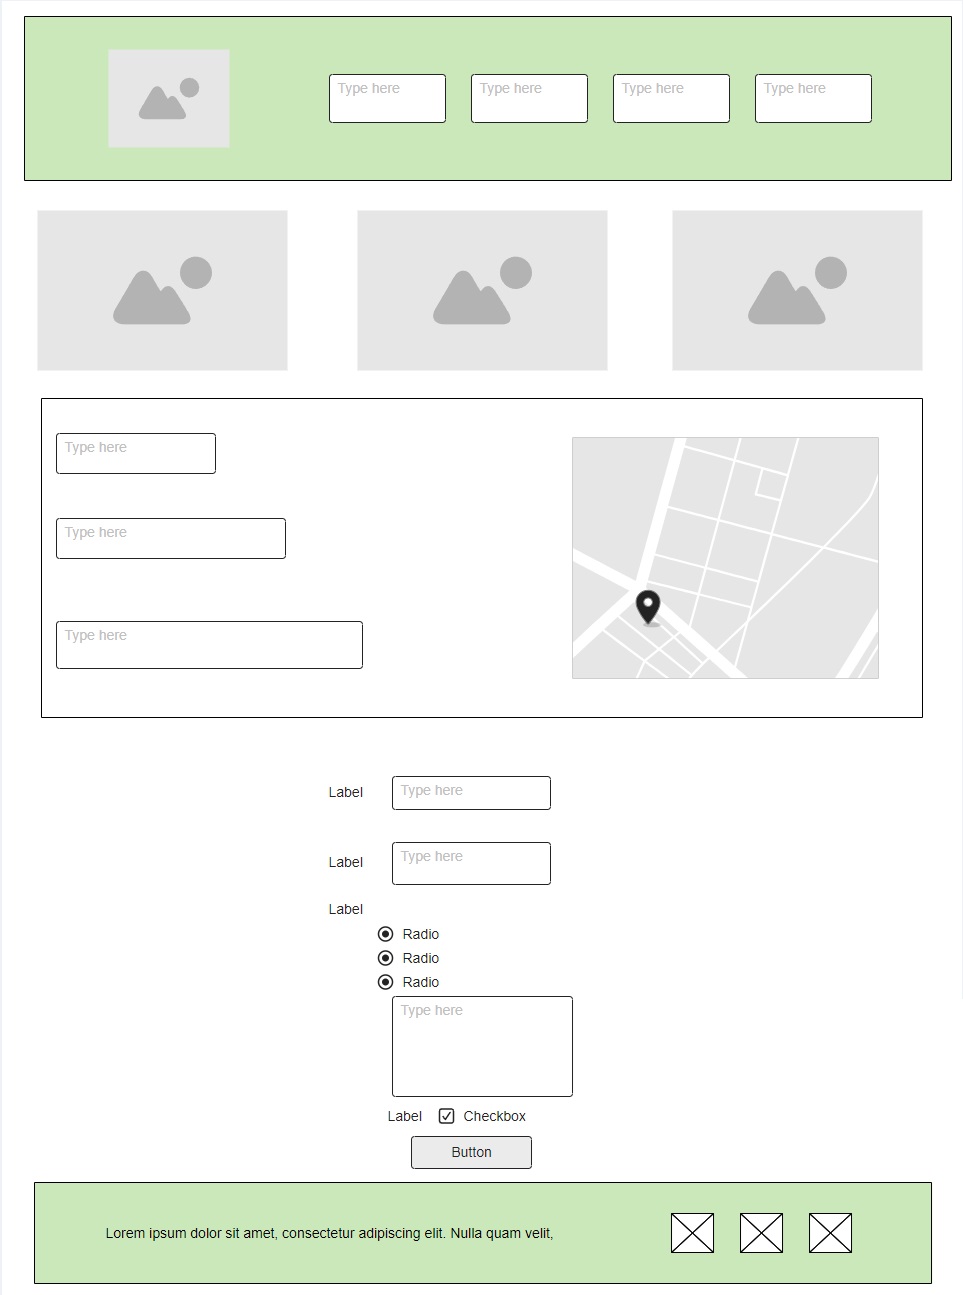 Type here
Type here
Type here
Type here
Type here
Type here
Type here
Label
Type here
Label
Type here
Label
Radio
Radio
Radio
Type here
Label
Checkbox
Button
Lorem ipsum dolor sit amet, consectetur adipiscing elit. Nulla quam velit,